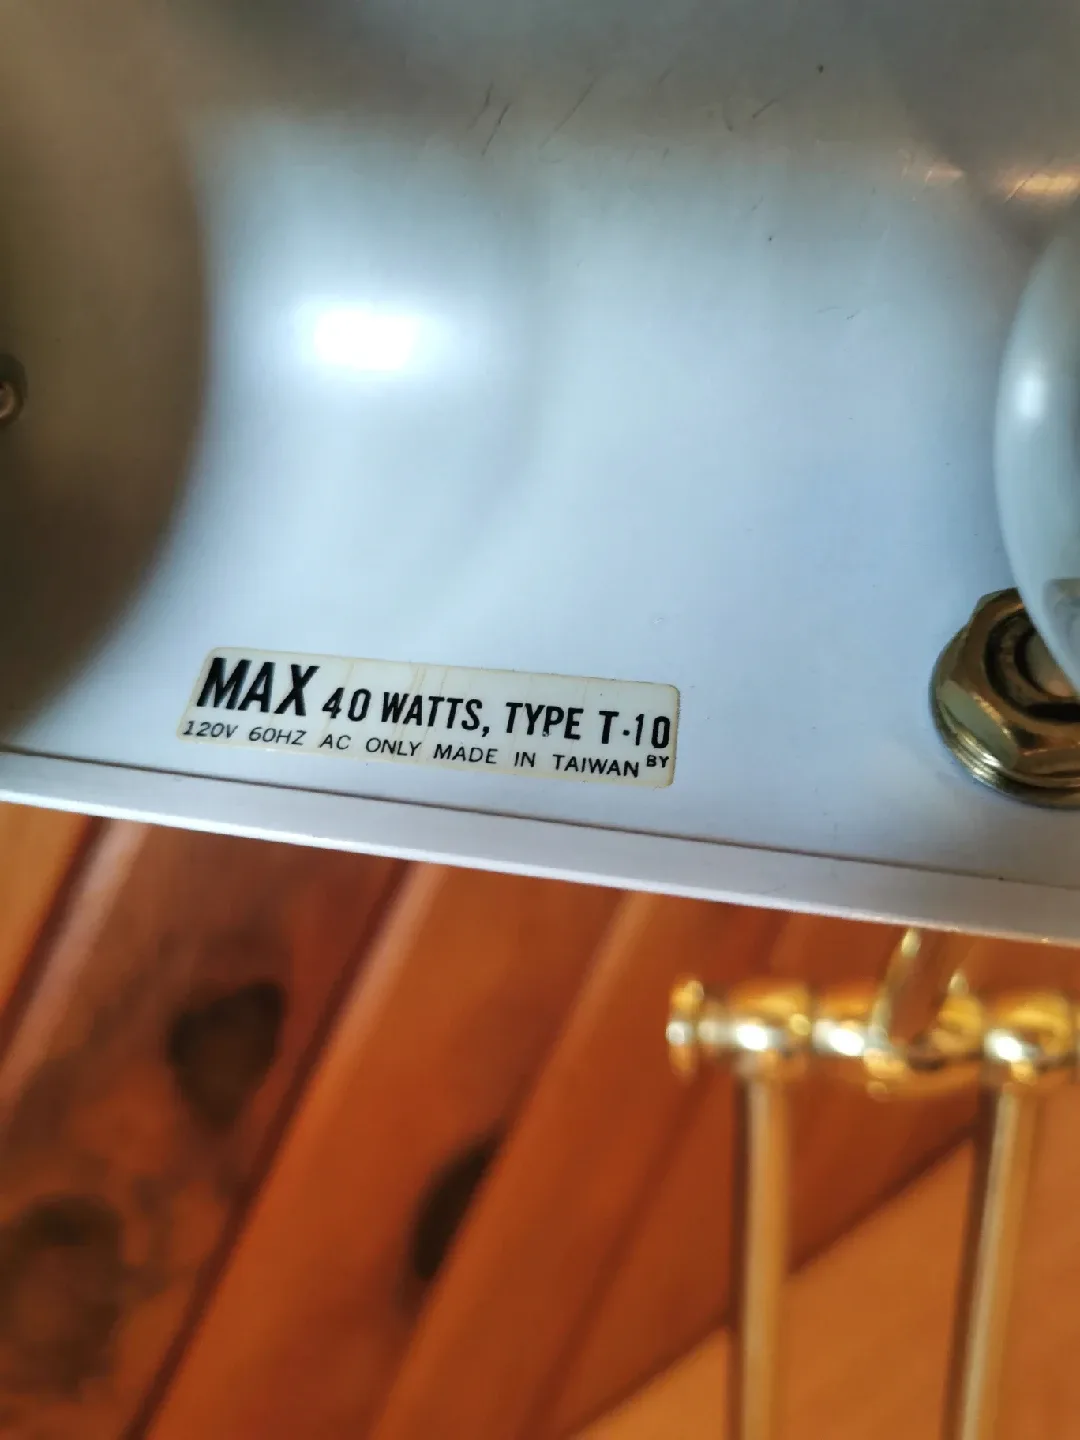 MAX 40 WATTS, TYPE T·10
120V 60HZ AC ONLY MADE IN TAIWAN BY